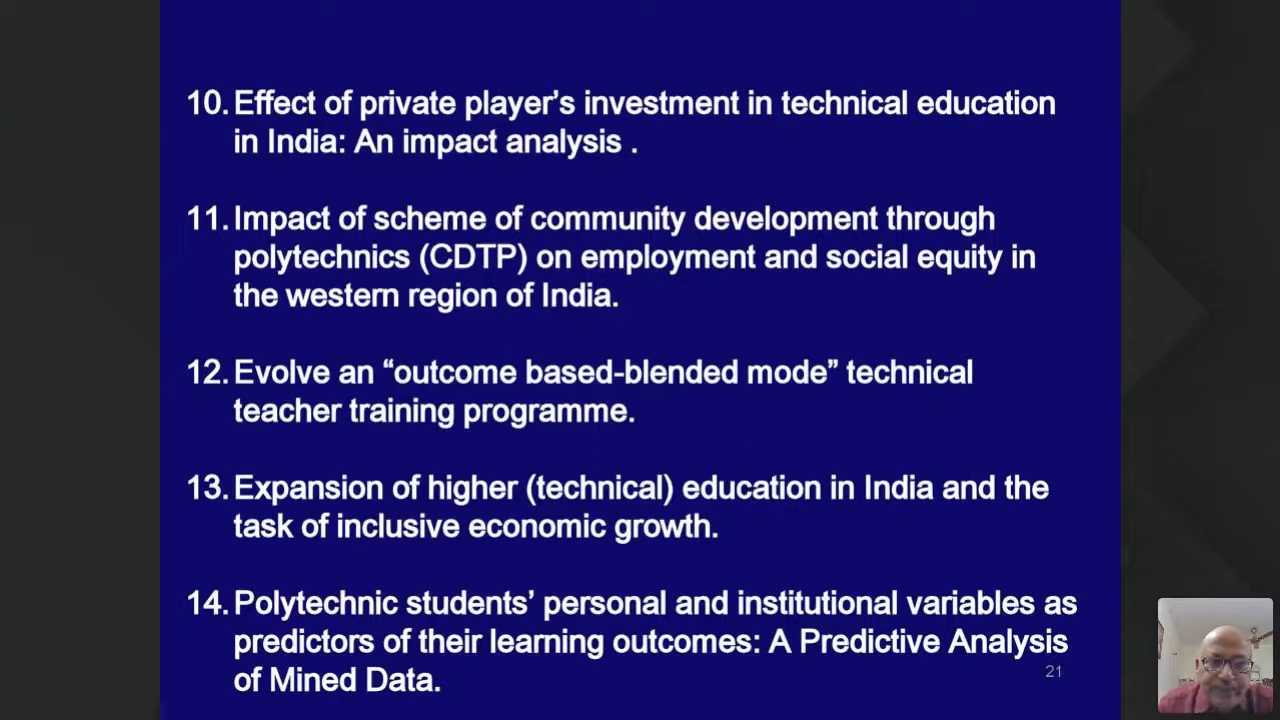 10. Effect of private player’s investment in technical education
in India: An impact analysis .
11. Impact of scheme of community development through
polytechnics (CDTP) on employment and social equity in
the western region of India.
12. Evolve an “outcome based-blended mode” technical
teacher training programme.
13. Expansion of higher (technical) education in India and the
task of inclusive economic growth.
14. Polytechnic students’ personal and institutional variables as
predictors of their learning outcomes: A Predictive Analysis
of Mined Data.
21